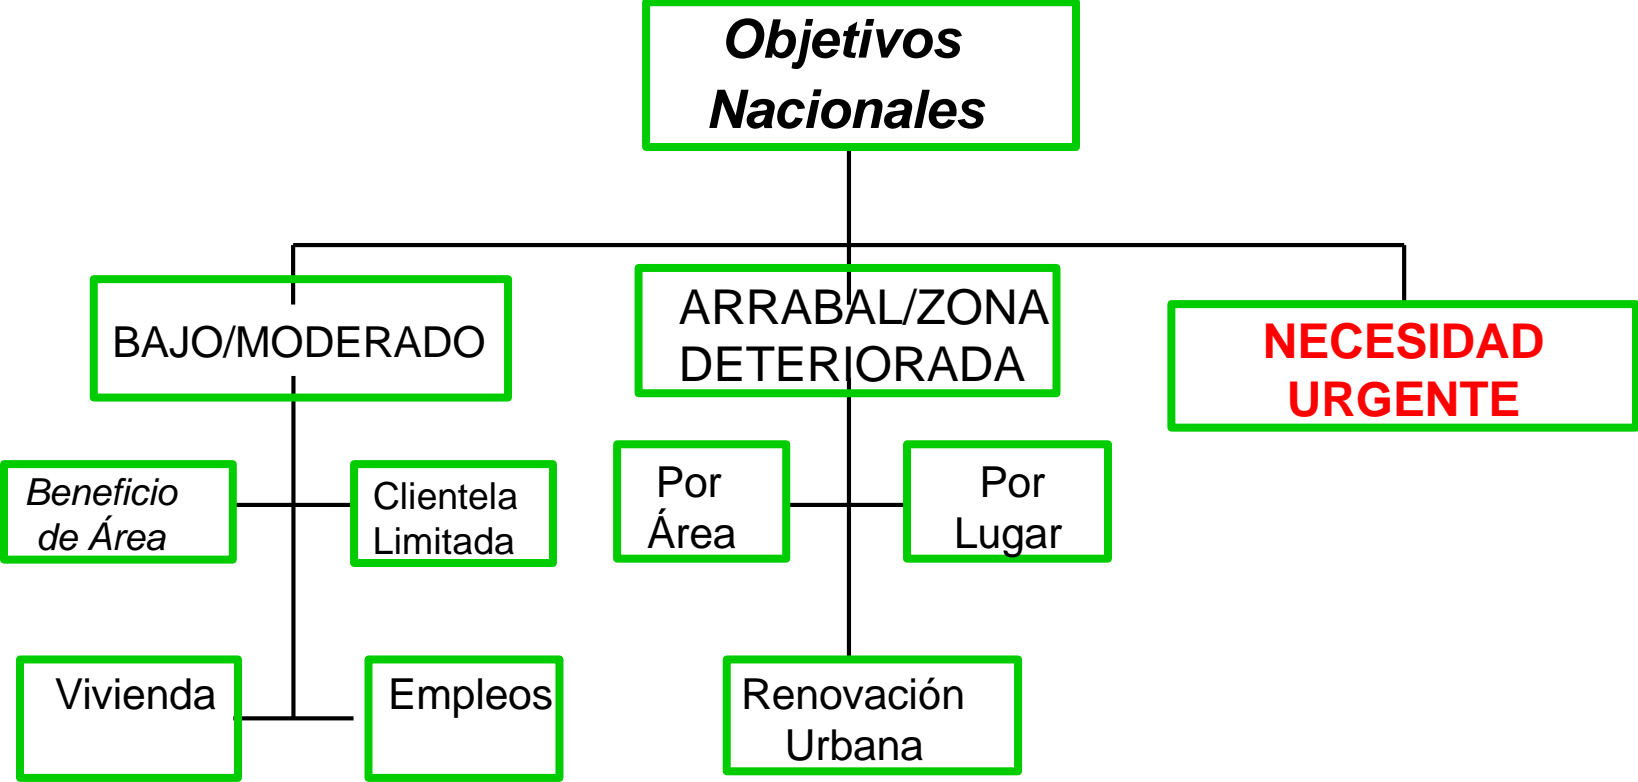 Objetivos
Nacionales
BAJO/MODERADO
ARRABAL/ZONA
DETERIORADA
NECESIDAD
URGENTE
Beneficio
de Área
Clientela
Limitada
Por
Área
Por
Lugar
Vivienda
Empleos
Renovación
Urbana